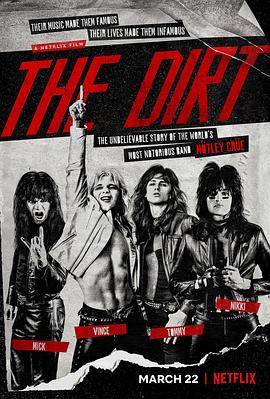 THEIR MUSIC MADE THEM FAMOUS
THEIR LIVES MADE THEM INFAMOUS
A NETFLIX FILM
THE DIRT
THE UNBELIEVABLE STORY OF THE WORLD'S
MOST NOTORIOUS BAND MÖTLEY CRÜE
NIKKI
VINCE
TOMMY
MICK
MARCH 22 | NETFLIX